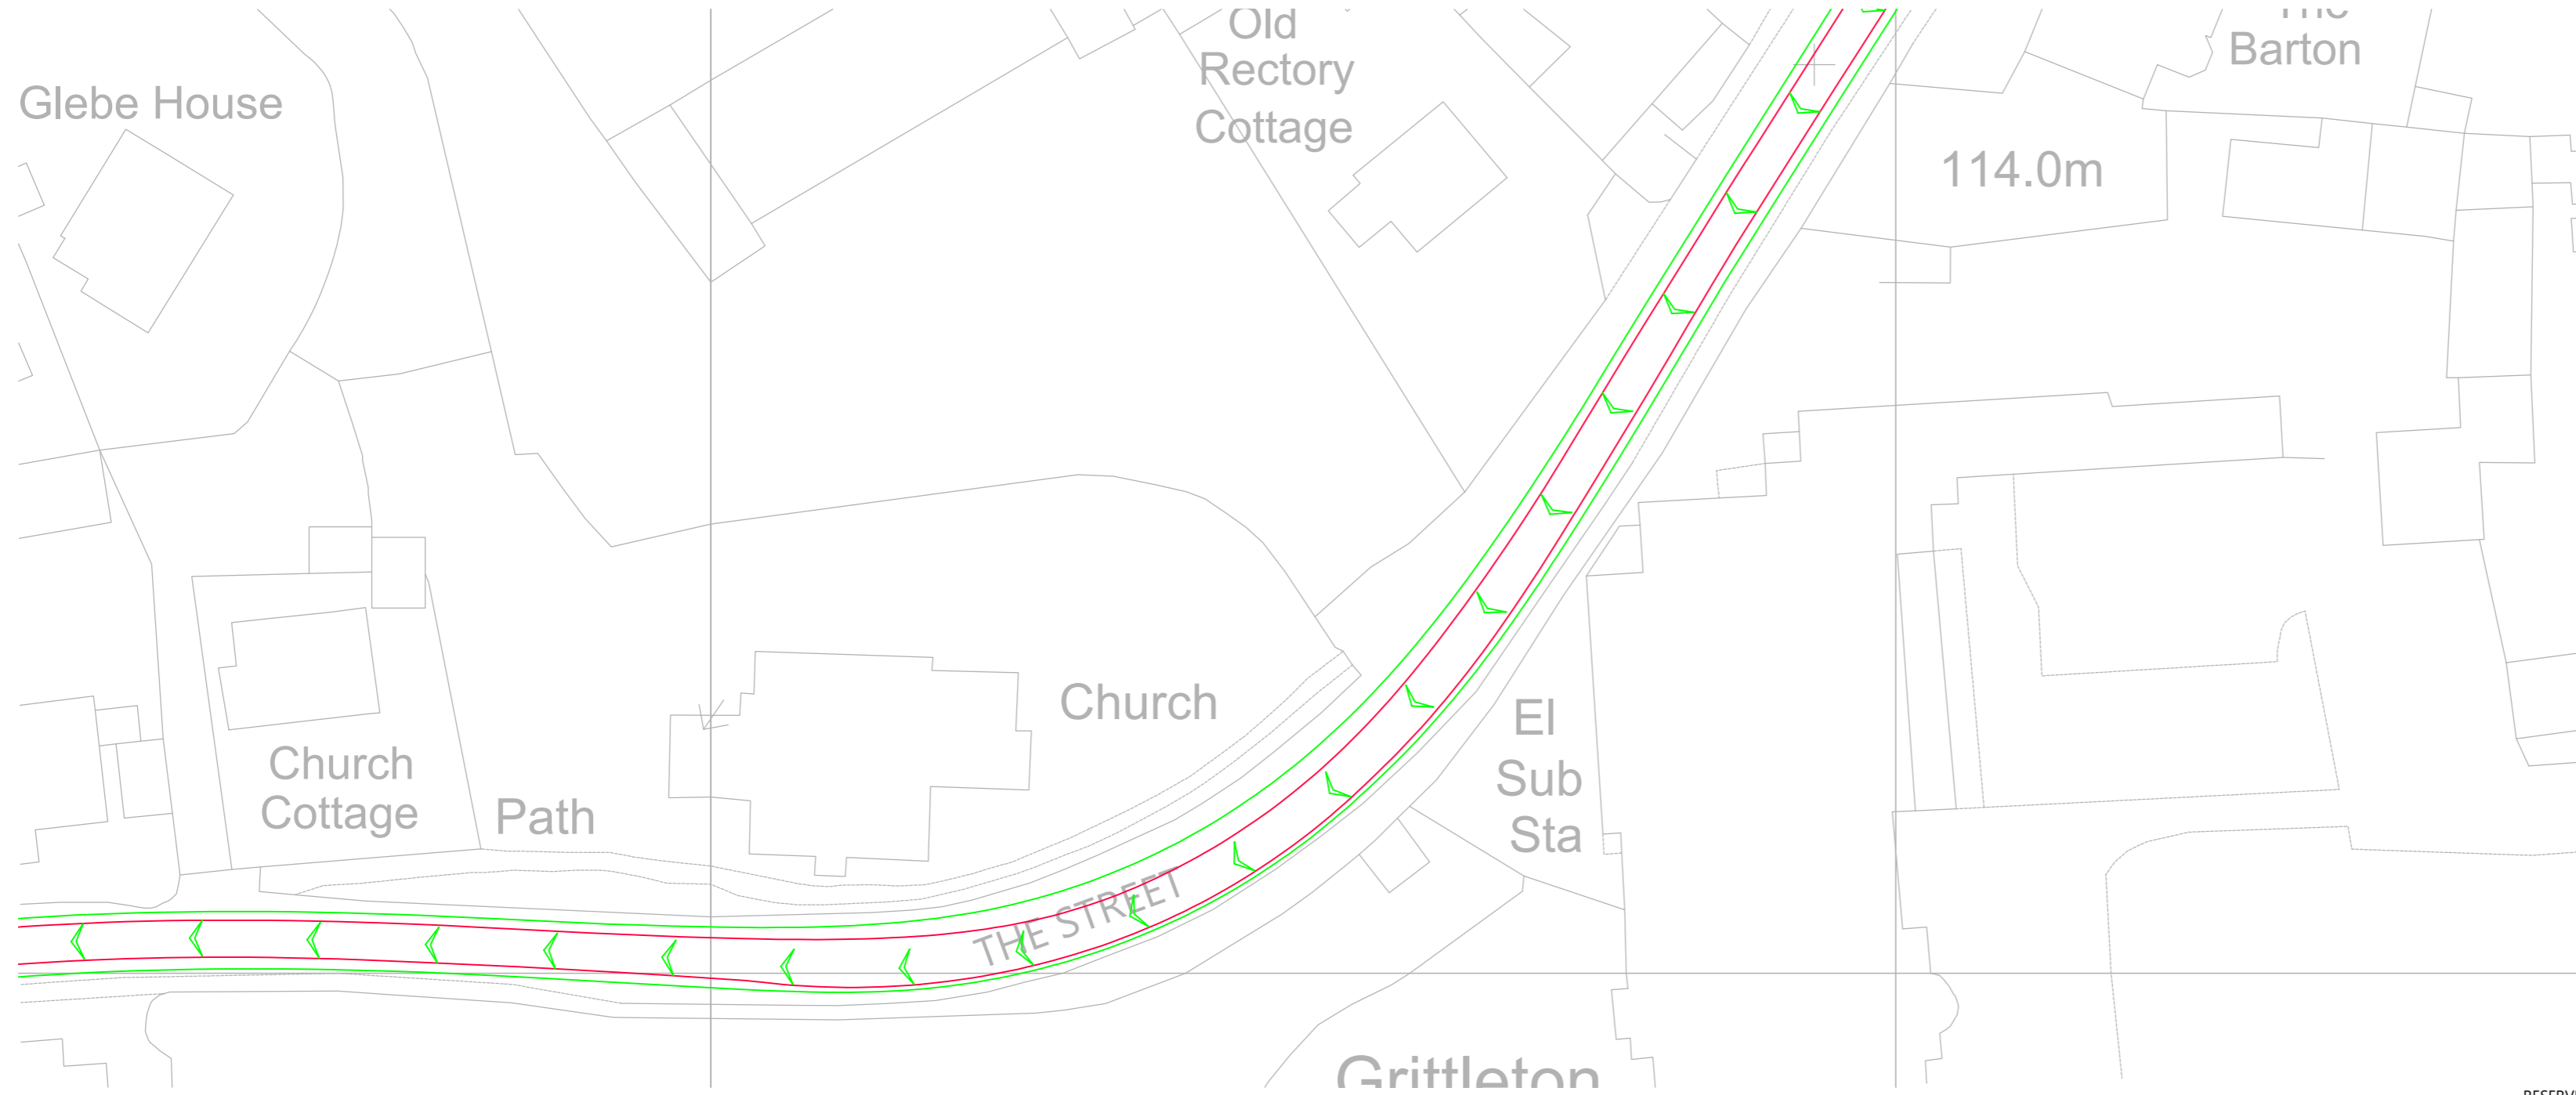 Old
Rectory
Cottage
Barton
Glebe House
114.0m
Church
El
Sub
Sta
Church
Cottage
Path
THE STREET
Grittleton